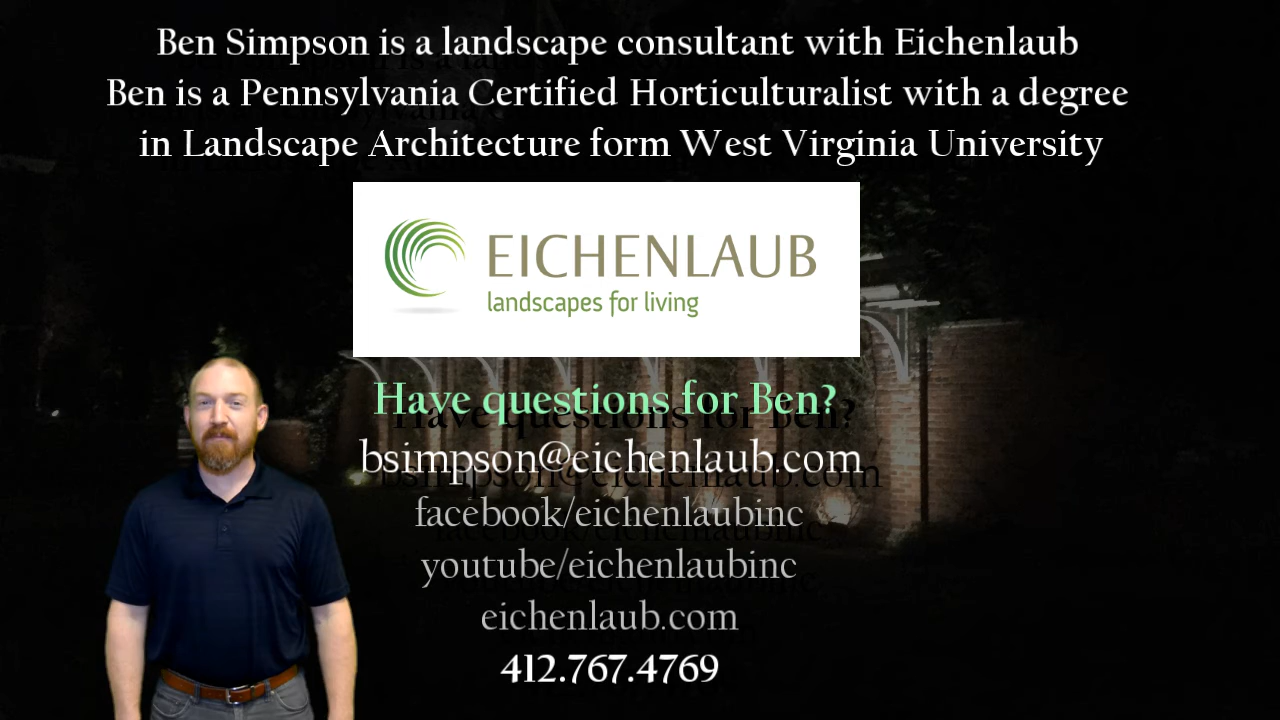 Ben Simpson is a landscape consultant with Eichenlaub
Ben is a Pennsylvania Certified Horticulturalist with a degree
in Landscape Architecture form West Virginia University
EICHENLAUB
landscapes for living
Have questions for Ben?
bsimpson@eichenlaub.com
facebook/eichenlaubinc
youtube/eichenlaubinc
eichenlaub.com
412.767.4769